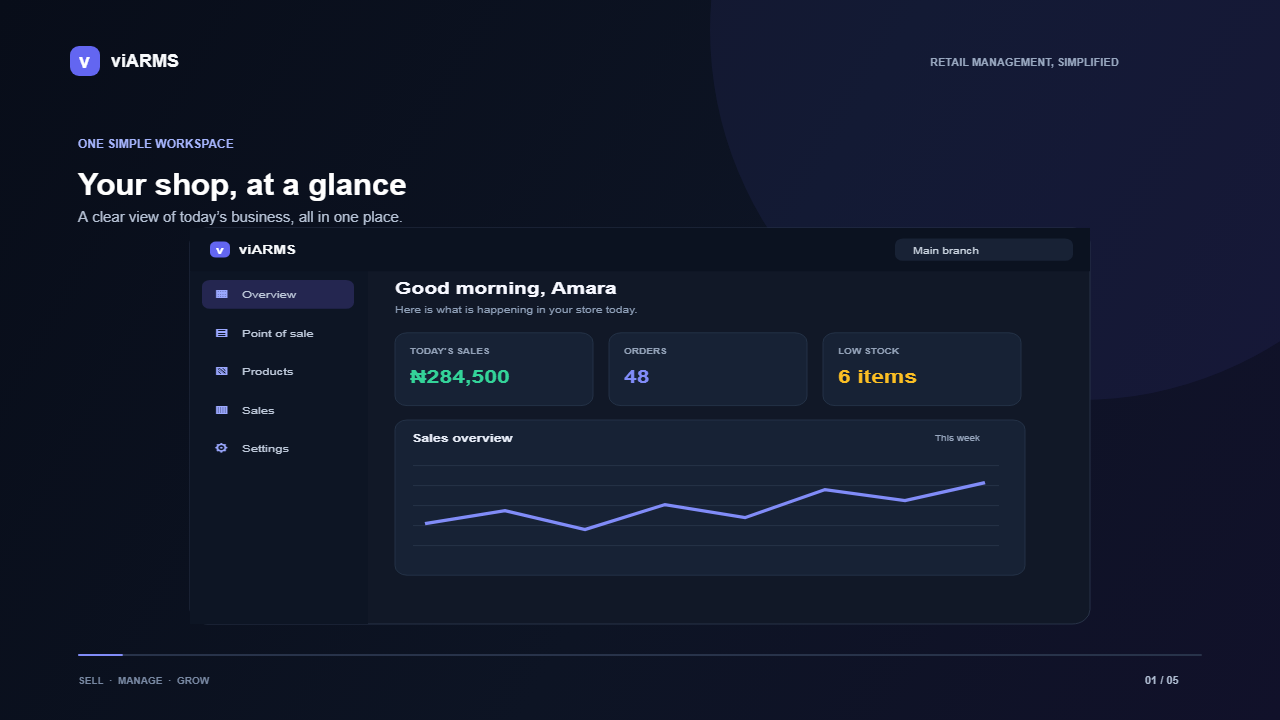 v viARMS
RETAIL MANAGEMENT, SIMPLIFIED
ONE SIMPLE WORKSPACE
Your shop, at a glance
A clear view of today's business, all in one place.
v viARMS
Main branch
Overview
Point of sale
Products
Sales
Settings
Good morning, Amara
Here is what is happening in your store today.
TODAY'S SALES
₦284,500
ORDERS
48
LOW STOCK
6 items
Sales overview
This week
SELL · MANAGE · GROW
01 / 05